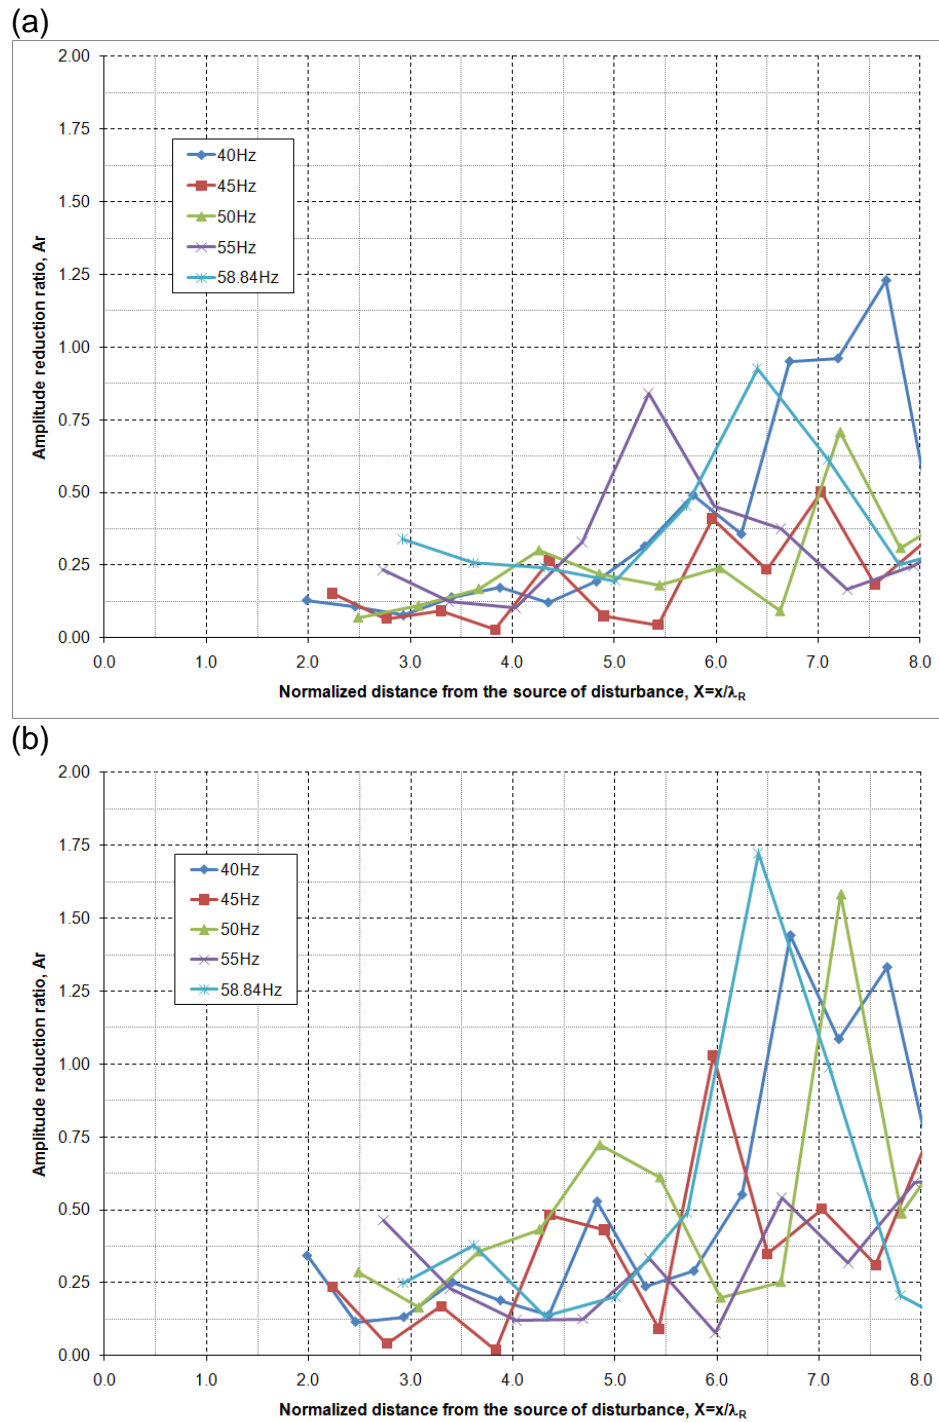 (a)
2.00
1.75
1.50
1.25
1.00
0.75
0.50
0.25
0.00
Amplitude reduction ratio, Ar
40Hz
45Hz
50Hz
55Hz
58.84Hz
0.0 1.0 2.0 3.0 4.0 5.0 6.0 7.0 8.0
Normalized distance from the source of disturbance, X=x/λR
(b)
2.00
1.75
1.50
1.25
1.00
0.75
0.50
0.25
0.00
Amplitude reduction ratio, Ar
40Hz
45Hz
50Hz
55Hz
58.84Hz
0.0 1.0 2.0 3.0 4.0 5.0 6.0 7.0 8.0
Normalized distance from the source of disturbance, X=x/λR